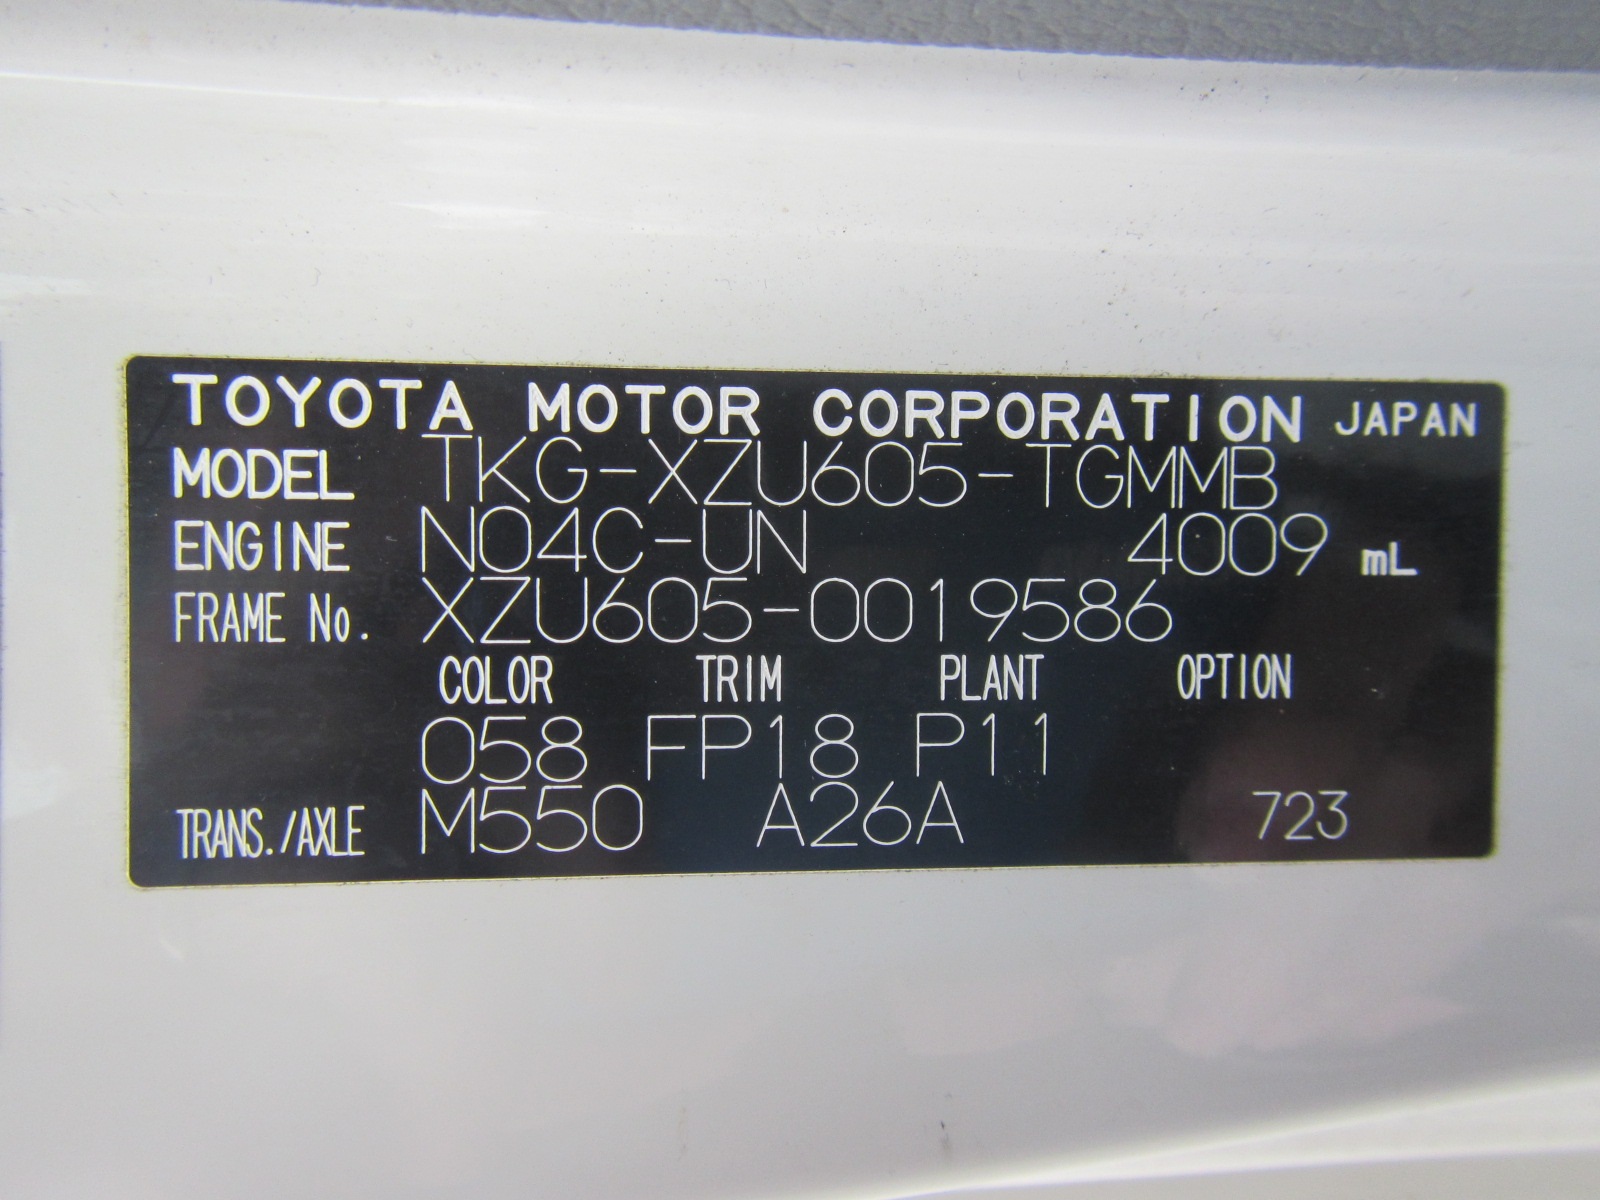 TOYOTA MOTOR CORPORATION JAPAN
MODEL TKG-XZU605-TGMMB
ENGINE N04C-UN 4009 mL
FRAME No. XZU605-0019586
COLOR TRIM PLANT OPTION
058 FP18 P11
TRANS./AXLE M550 A26A 723